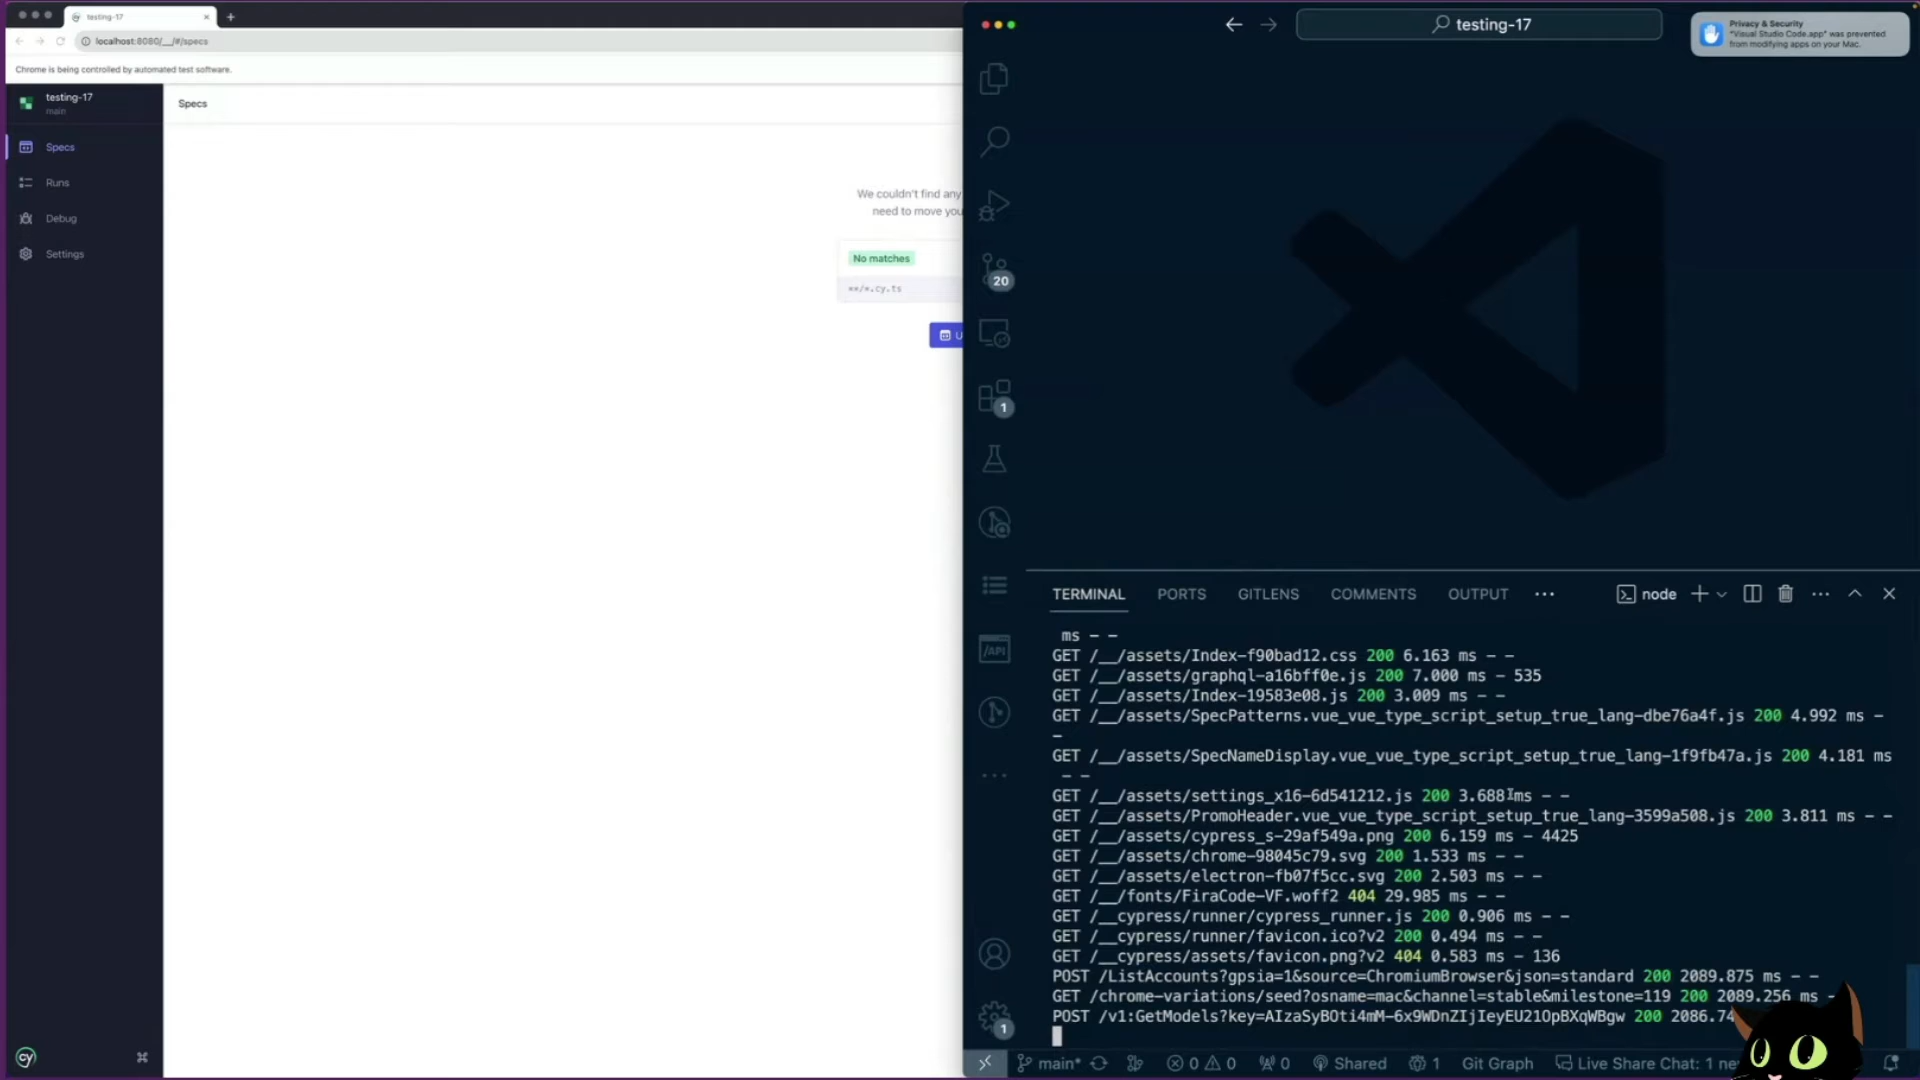 testing-17
localhost:8080/__/#/specs
Chrome is being controlled by automated test software.
testing-17
main
Specs
Runs
Debug
Settings
cy
Specs
We couldn't find any
need to move you
No matches
**/*.cy.ts
testing-17
Privacy & Security
"Visual Studio Code.app" was prevented
from modifying apps on your Mac.
20
1
/API
1
TERMINAL PORTS GITLENS COMMENTS OUTPUT ··· node
ms - -
GET /__/assets/Index-f90bad12.css 200 6.163 ms - -
GET /__/assets/graphql-a16bff0e.js 200 7.000 ms - 535
GET /__/assets/Index-19583e08.js 200 3.009 ms - -
GET /__/assets/SpecPatterns.vue_vue_type_script_setup_true_lang-dbe76a4f.js 200 4.992 ms -
-
GET /__/assets/SpecNameDisplay.vue_vue_type_script_setup_true_lang-1f9fb47a.js 200 4.181 ms
- -
GET /__/assets/settings_x16-6d541212.js 200 3.688 ms - -
GET /__/assets/PromoHeader.vue_vue_type_script_setup_true_lang-3599a508.js 200 3.811 ms - -
GET /__/assets/cypress_s-29af549a.png 200 6.159 ms - 4425
GET /__/assets/chrome-98045c79.svg 200 1.533 ms - -
GET /__/assets/electron-fb07f5cc.svg 200 2.503 ms - -
GET /__/fonts/FiraCode-VF.woff2 404 29.985 ms - -
GET /__cypress/runner/cypress_runner.js 200 0.906 ms - -
GET /__cypress/runner/favicon.ico?v2 200 0.494 ms - -
GET /__cypress/assets/favicon.png?v2 404 0.583 ms - 136
POST /ListAccounts?gpsia=1&source=ChromiumBrowser&json=standard 200 2089.875 ms - -
GET /chrome-variations/seed?osname=mac&channel=stable&milestone=119 200 2089.256 ms -
POST /v1:GetModels?key=AIzaSyBOti4mM-6x9WDnZIjIeyEU21OpBXqWBgw 200 2086.74
main* 0 0 0 Shared 1 Git Graph Live Share Chat: 1 ne